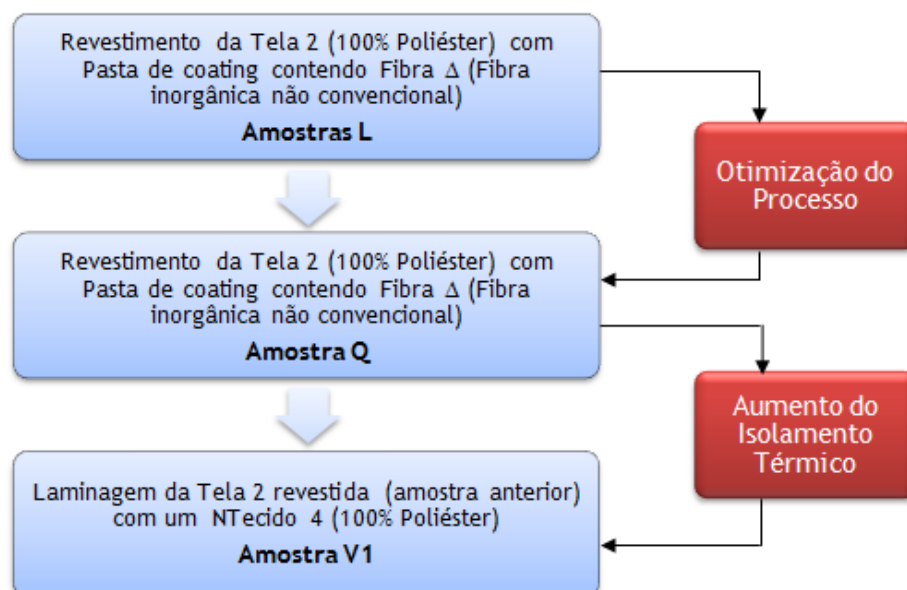 Revestimento da Tela 2 (100% Poliéster) com
Pasta de coating contendo Fibra Δ (Fibra
inorgânica não convencional)
Amostras L
Otimização do
Processo
Revestimento da Tela 2 (100% Poliéster) com
Pasta de coating contendo Fibra Δ (Fibra
inorgânica não convencional)
Amostra Q
Aumento do
Isolamento
Térmico
Laminagem da Tela 2 revestida (amostra anterior)
com um NTecido 4 (100% Poliéster)
Amostra V1